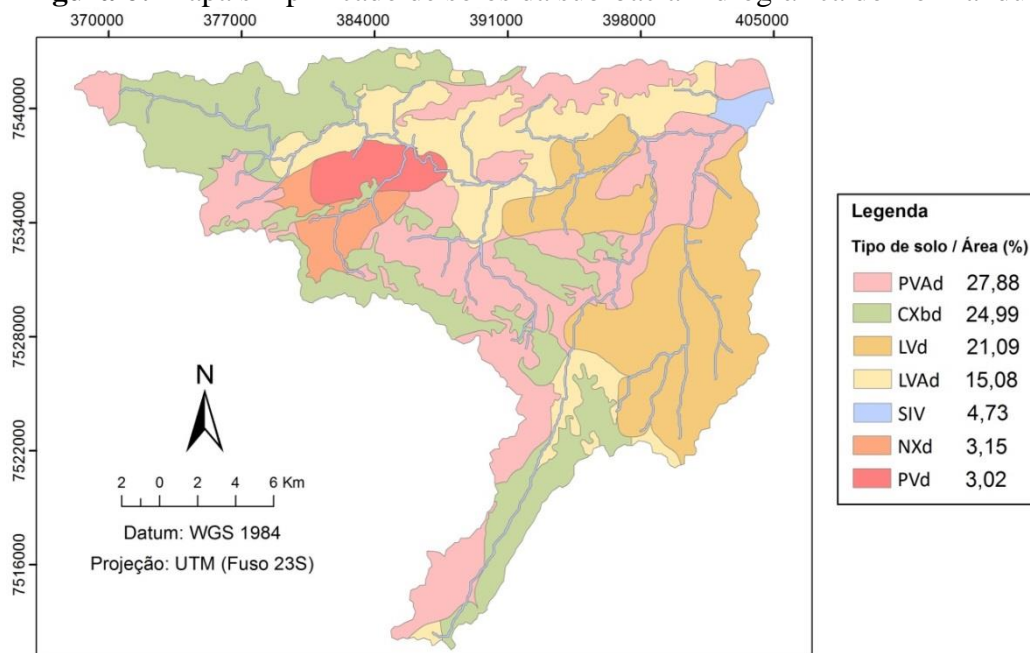 370000 377000 384000 391000 398000 405000
7540000
7534000
7528000
7522000
7516000
N
2 0 2 4 6 Km
Datum: WGS 1984
Projeção: UTM (Fuso 23S)
Legenda
Tipo de solo / Área (%)
PVAd 27,88
CXbd 24,99
LVd 21,09
LVAd 15,08
SIV 4,73
NXd 3,15
PVd 3,02